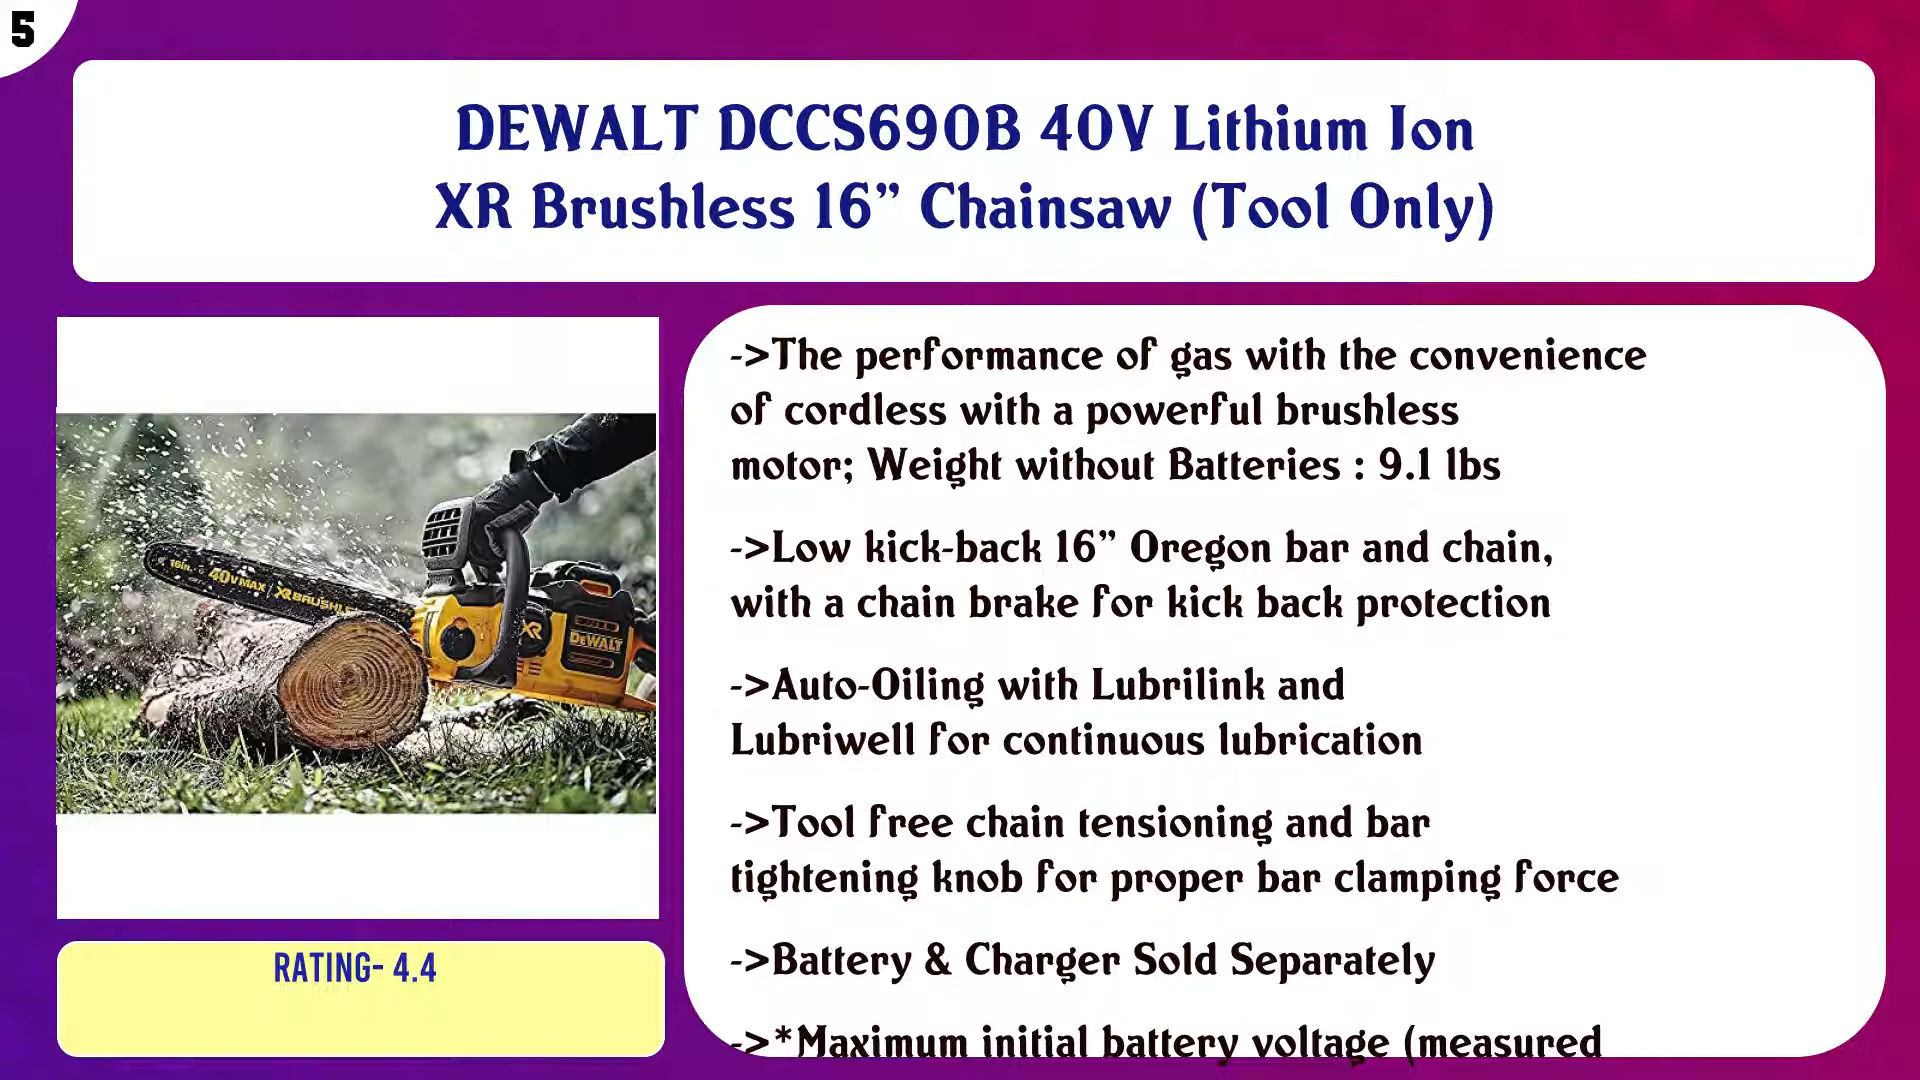 5
DEWALT DCCS690B 40V Lithium Ion
XR Brushless 16” Chainsaw (Tool Only)
16in. 40V MAX XR BRUSHLE
XR
DEWALT
RATING- 4.4
->The performance of gas with the convenience
of cordless with a powerful brushless
motor; Weight without Batteries : 9.1 lbs
->Low kick-back 16” Oregon bar and chain,
with a chain brake for kick back protection
->Auto-Oiling with Lubrilink and
Lubriwell for continuous lubrication
->Tool free chain tensioning and bar
tightening knob for proper bar clamping force
->Battery & Charger Sold Separately
->*Maximum initial battery voltage (measured